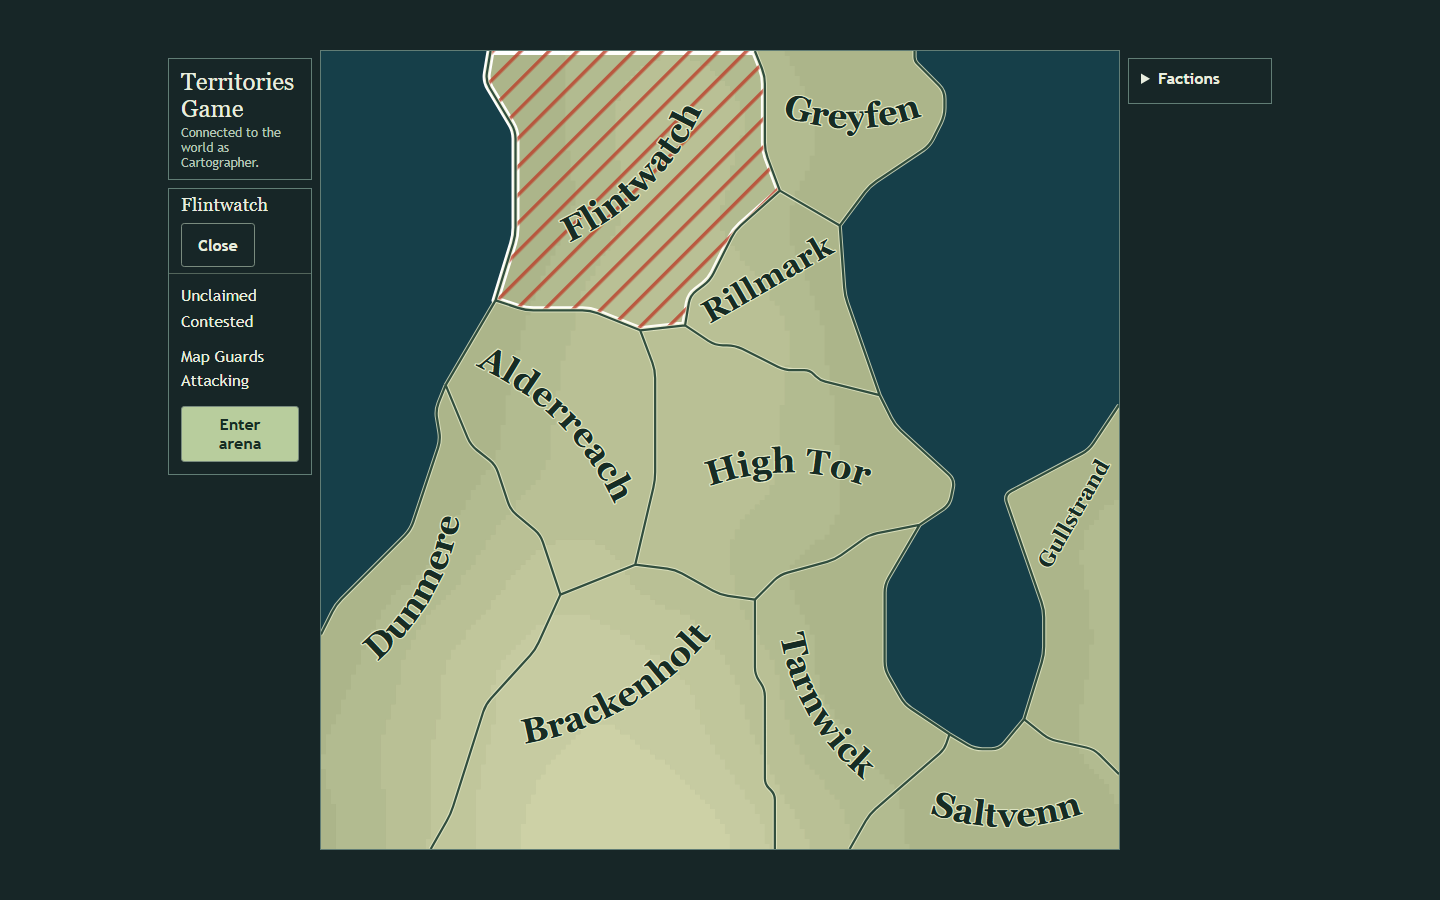 Territories
Game
Connected to the
world as
Cartographer.
Flintwatch
Close
Unclaimed
Contested
Map Guards
Attacking
Enter
arena
Flintwatch
Greyfen
Rillmark
Alderreach
High Tor
Gullstrand
Dunmere
Brackenholt
Tarnwick
Saltvenn
Factions